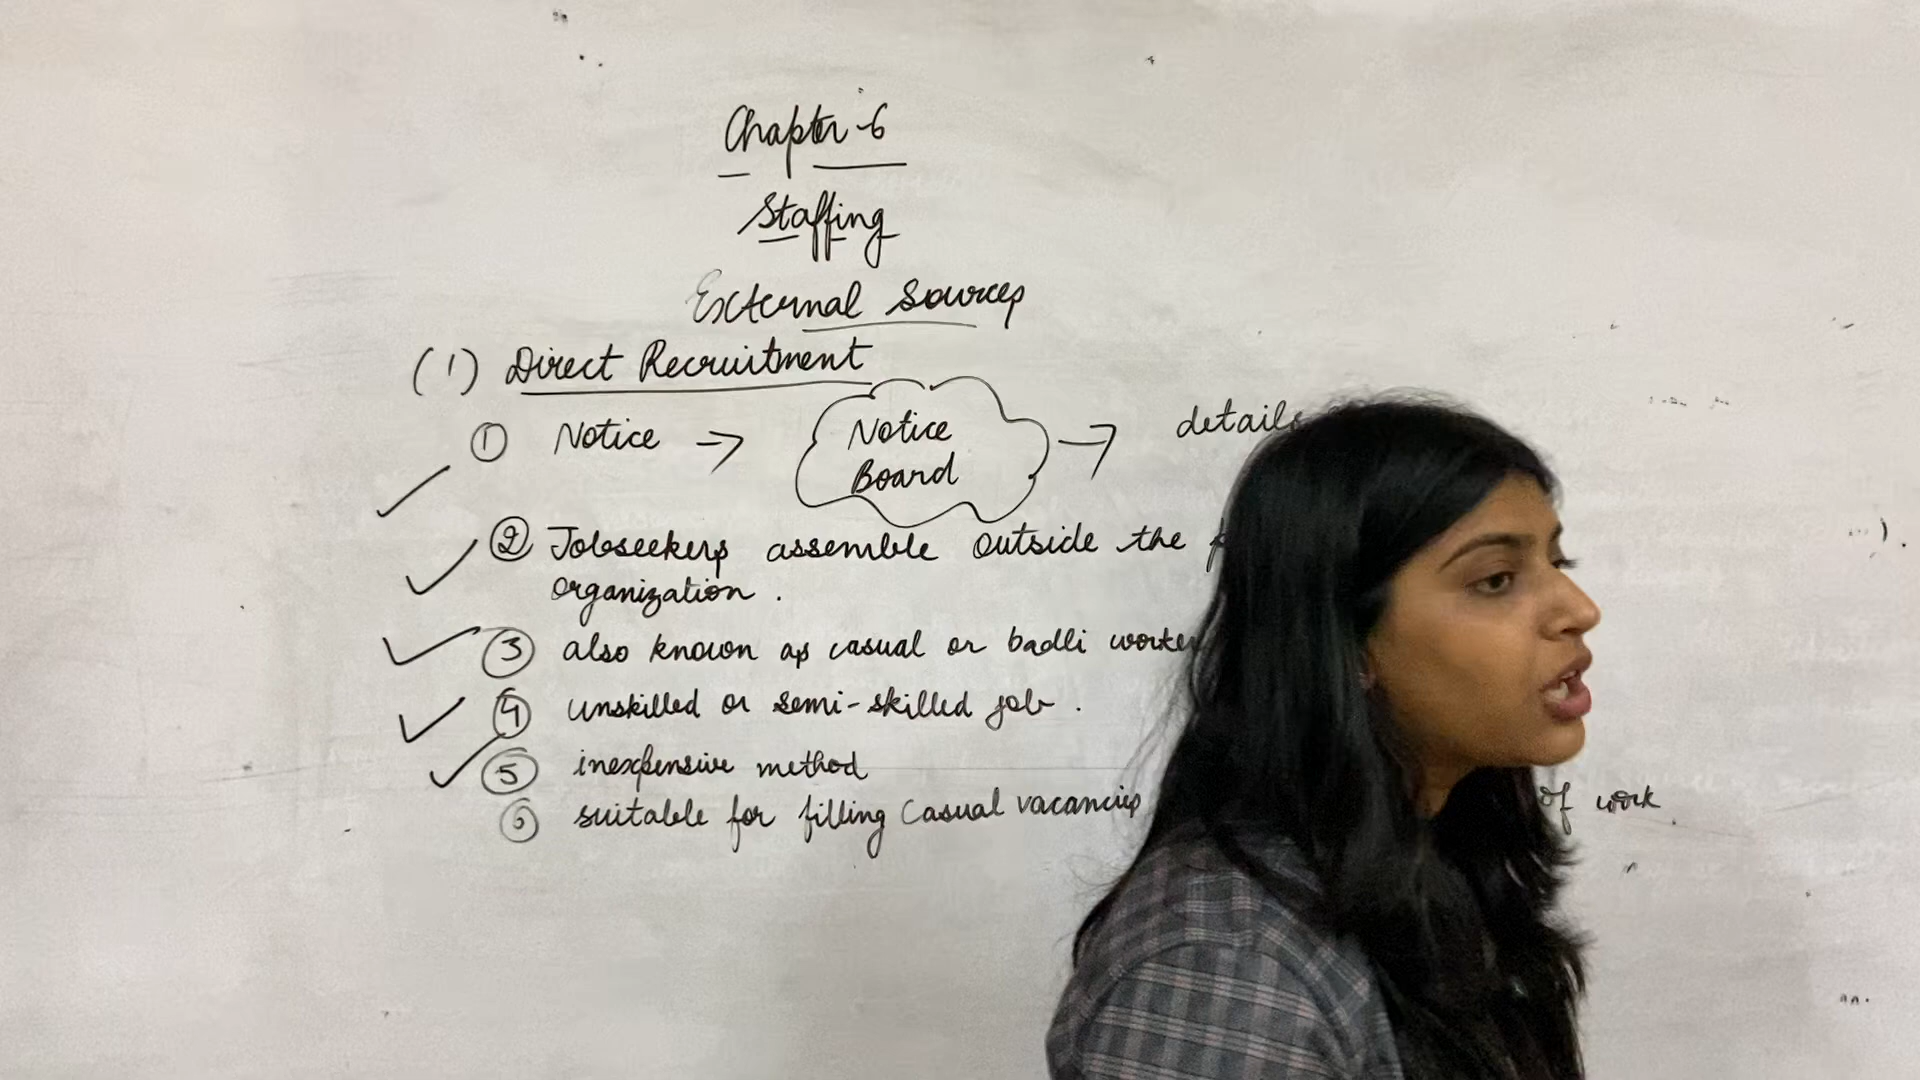 Chapter-6
Staffing
External Sources
(1) Direct Recruitment
① Notice → Notice Board → details
② Jobseekers assemble outside the
organization.
③ also known as casual or badli worker
④ unskilled or semi-skilled job.
⑤ inexpensive method
⑥ suitable for filling casual vacancies of work